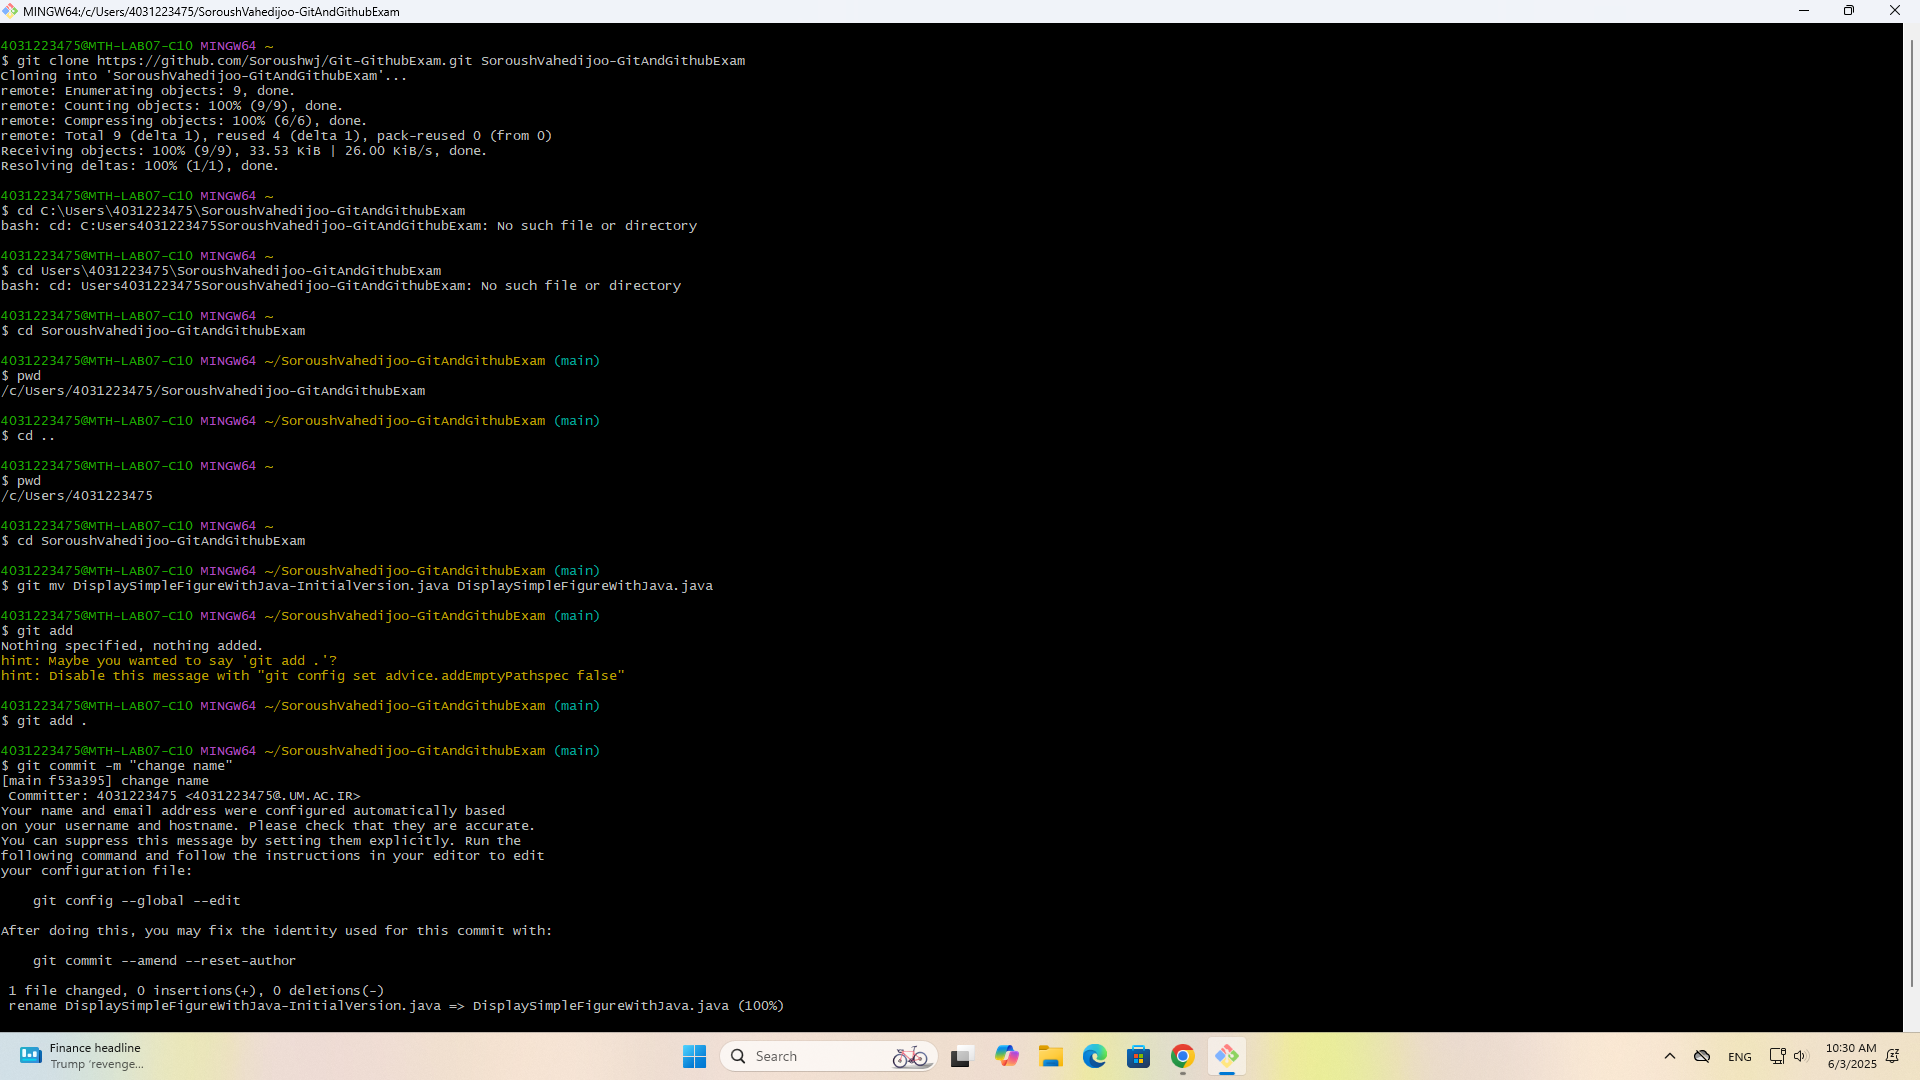 MINGW64:/c/Users/4031223475/SoroushVahedijoo-GitAndGithubExam
4031223475@MTH-LAB07-C10 MINGW64 ~
$ git clone https://github.com/Soroushwj/Git-GithubExam.git SoroushVahedijoo-GitAndGithubExam
Cloning into 'SoroushVahedijoo-GitAndGithubExam'...
remote: Enumerating objects: 9, done.
remote: Counting objects: 100% (9/9), done.
remote: Compressing objects: 100% (6/6), done.
remote: Total 9 (delta 1), reused 4 (delta 1), pack-reused 0 (from 0)
Receiving objects: 100% (9/9), 33.53 KiB | 26.00 KiB/s, done.
Resolving deltas: 100% (1/1), done.
4031223475@MTH-LAB07-C10 MINGW64 ~
$ cd C:\Users\4031223475\SoroushVahedijoo-GitAndGithubExam
bash: cd: C:Users4031223475SoroushVahedijoo-GitAndGithubExam: No such file or directory
4031223475@MTH-LAB07-C10 MINGW64 ~
$ cd Users\4031223475\SoroushVahedijoo-GitAndGithubExam
bash: cd: Users4031223475SoroushVahedijoo-GitAndGithubExam: No such file or directory
4031223475@MTH-LAB07-C10 MINGW64 ~
$ cd SoroushVahedijoo-GitAndGithubExam
4031223475@MTH-LAB07-C10 MINGW64 ~/SoroushVahedijoo-GitAndGithubExam (main)
$ pwd
/c/Users/4031223475/SoroushVahedijoo-GitAndGithubExam
4031223475@MTH-LAB07-C10 MINGW64 ~/SoroushVahedijoo-GitAndGithubExam (main)
$ cd ..
4031223475@MTH-LAB07-C10 MINGW64 ~
$ pwd
/c/Users/4031223475
4031223475@MTH-LAB07-C10 MINGW64 ~
$ cd SoroushVahedijoo-GitAndGithubExam
4031223475@MTH-LAB07-C10 MINGW64 ~/SoroushVahedijoo-GitAndGithubExam (main)
$ git mv DisplaySimpleFigureWithJava-InitialVersion.java DisplaySimpleFigureWithJava.java
4031223475@MTH-LAB07-C10 MINGW64 ~/SoroushVahedijoo-GitAndGithubExam (main)
$ git add
Nothing specified, nothing added.
hint: Maybe you wanted to say 'git add .'?
hint: Disable this message with "git config set advice.addEmptyPathspec false"
4031223475@MTH-LAB07-C10 MINGW64 ~/SoroushVahedijoo-GitAndGithubExam (main)
$ git add .
4031223475@MTH-LAB07-C10 MINGW64 ~/SoroushVahedijoo-GitAndGithubExam (main)
$ git commit -m "change name"
[main f53a395] change name
Committer: 4031223475 <4031223475@.UM.AC.IR>
Your name and email address were configured automatically based
on your username and hostname. Please check that they are accurate.
You can suppress this message by setting them explicitly. Run the
following command and follow the instructions in your editor to edit
your configuration file:
git config --global --edit
After doing this, you may fix the identity used for this commit with:
git commit --amend --reset-author
1 file changed, 0 insertions(+), 0 deletions(-)
rename DisplaySimpleFigureWithJava-InitialVersion.java => DisplaySimpleFigureWithJava.java (100%)
Finance headline
Trump 'revenge...
Search
ENG
10:30 AM
6/3/2025